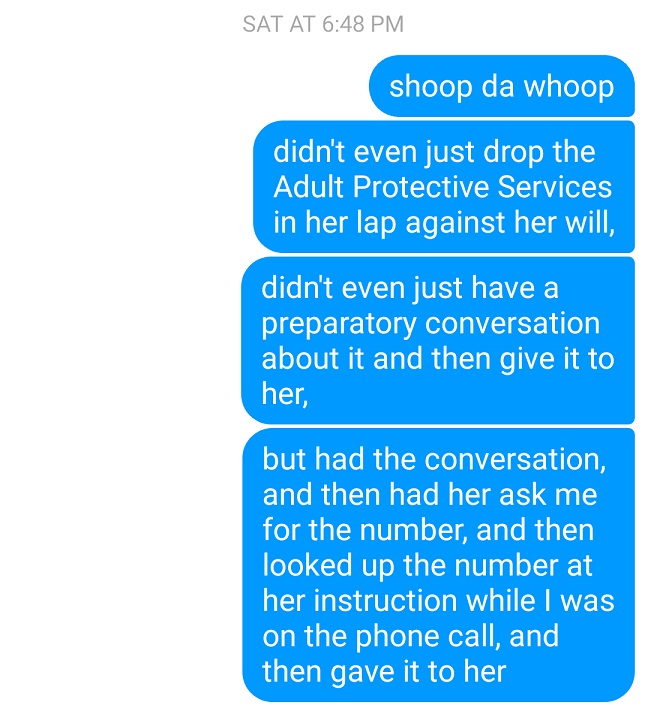 SAT AT 6:48 PM
shoop da whoop
didn't even just drop the
Adult Protective Services
in her lap against her will,
didn't even just have a
preparatory conversation
about it and then give it to
her,
but had the conversation,
and then had her ask me
for the number, and then
looked up the number at
her instruction while I was
on the phone call, and
then gave it to her